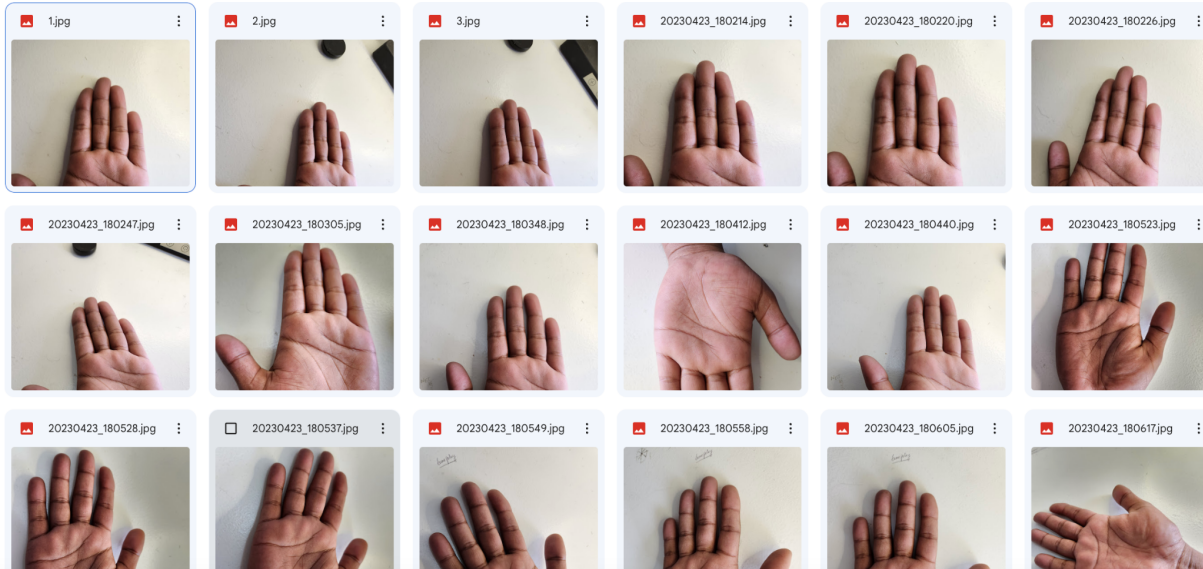 1.jpg
2.jpg
3.jpg
20230423_180214.jpg
20230423_180220.jpg
20230423_180226.jpg
20230423_180247.jpg
20230423_180305.jpg
20230423_180348.jpg
20230423_180412.jpg
20230423_180440.jpg
20230423_180523.jpg
20230423_180528.jpg
20230423_180537.jpg
20230423_180549.jpg
20230423_180558.jpg
20230423_180605.jpg
20230423_180617.jpg